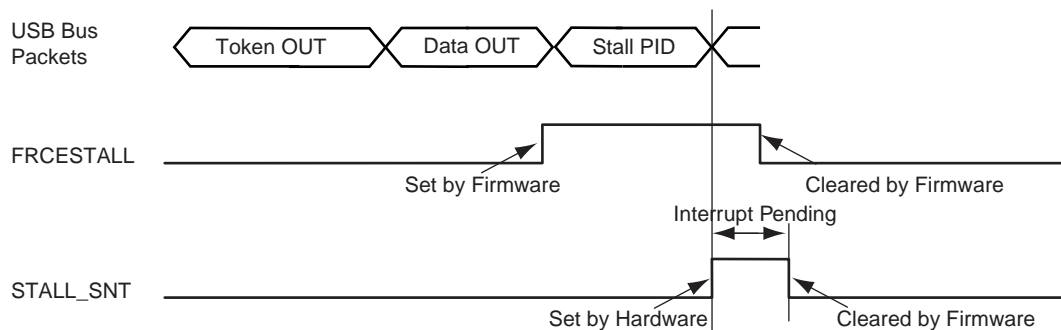 USB Bus
Packets
Token OUT
Data OUT
Stall PID
FRCESTALL
Set by Firmware
Cleared by Firmware
Interrupt Pending
STALL_SNT
Set by Hardware
Cleared by Firmware